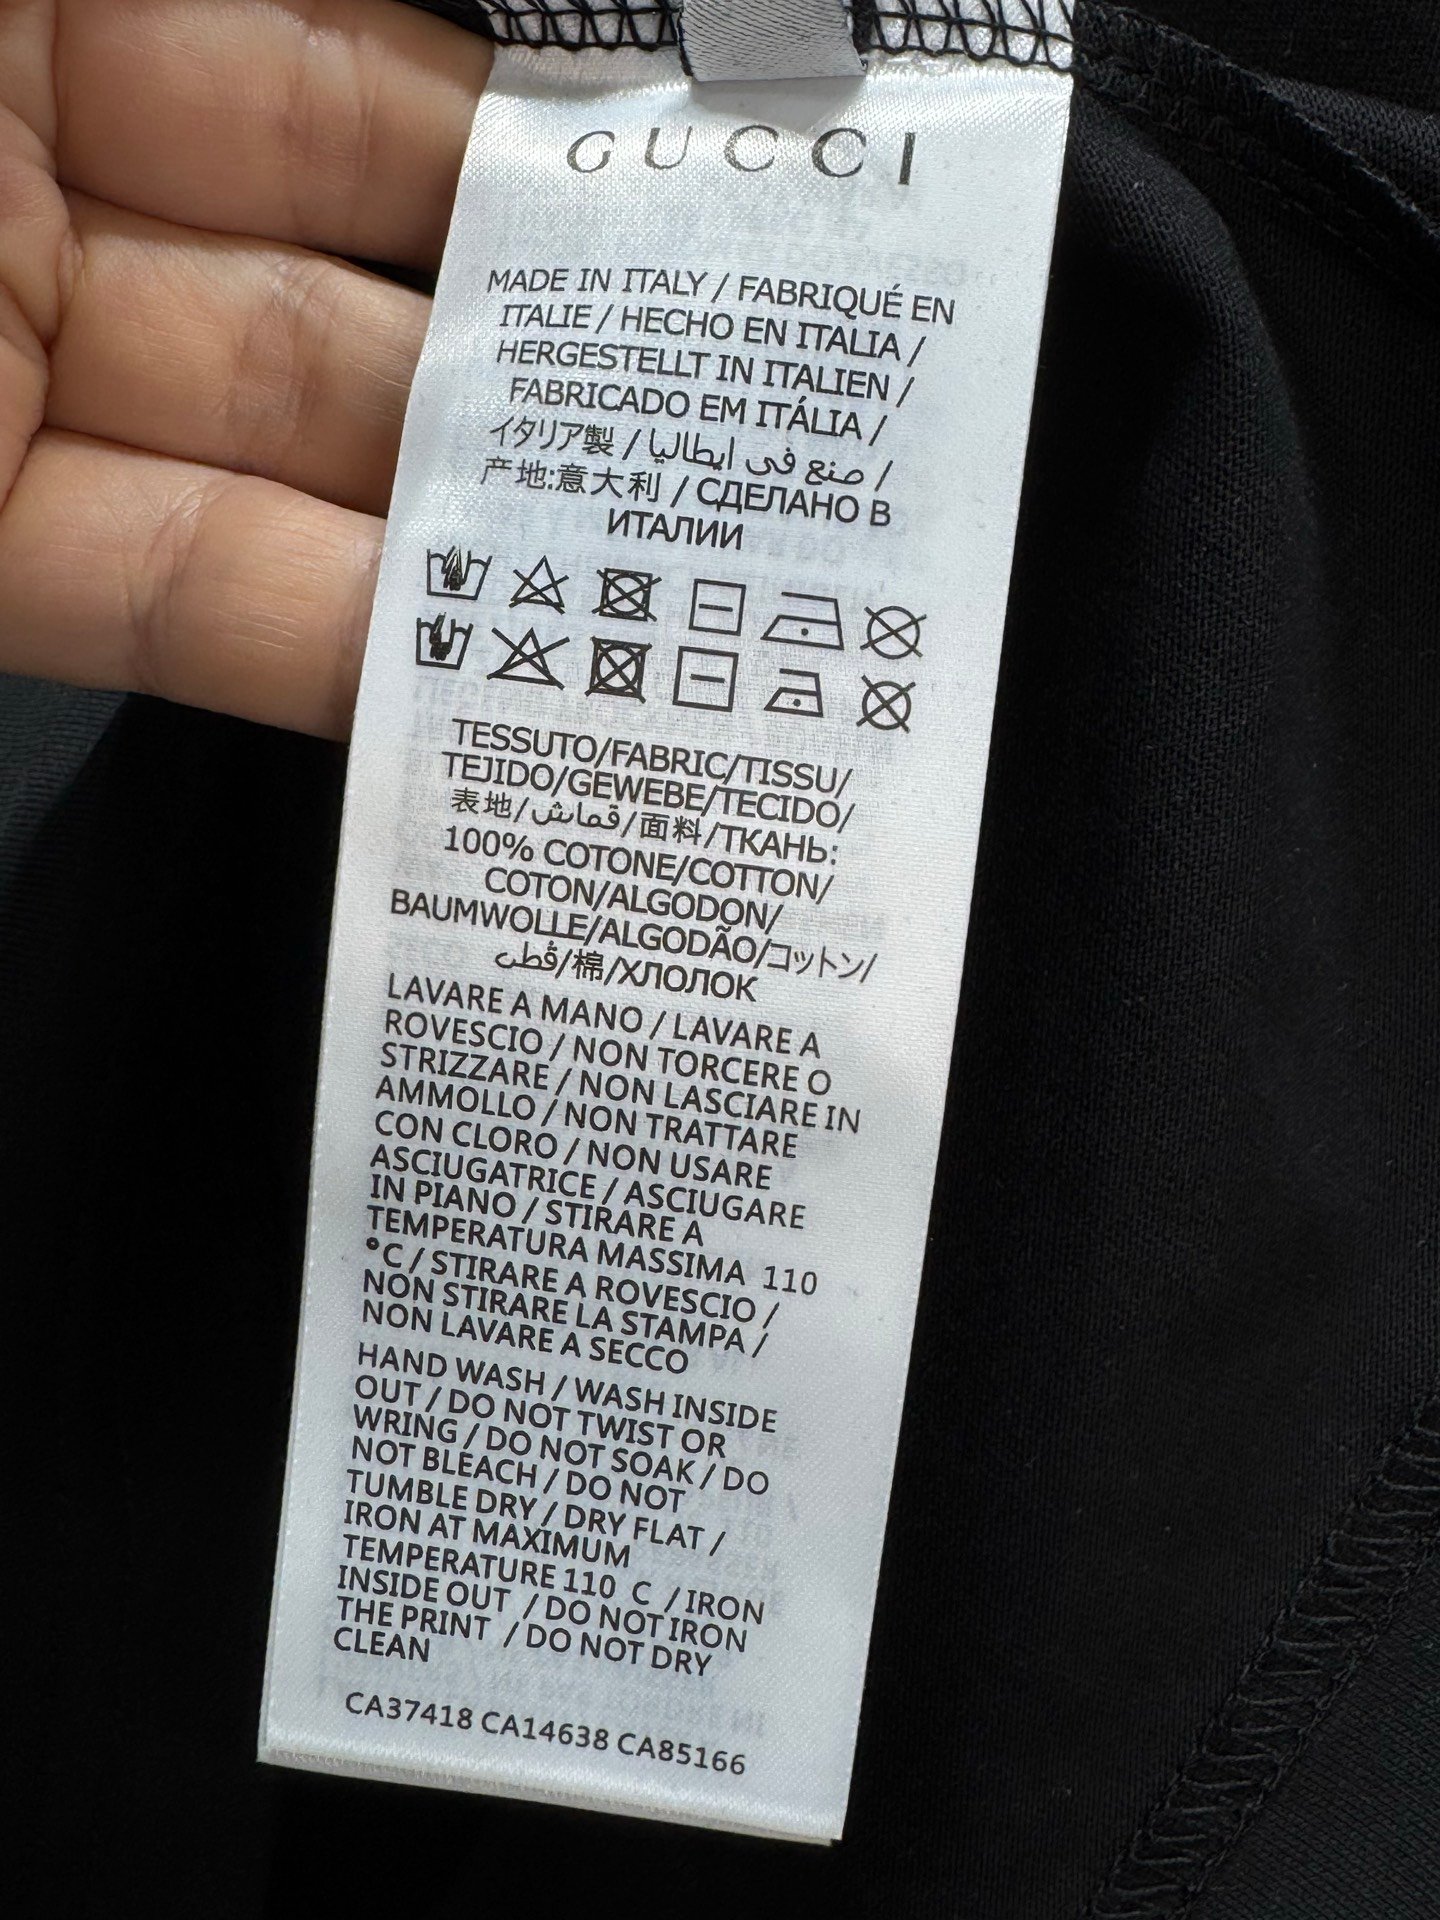 GUCCI
MADE IN ITALY / FABRIQUÉ EN
ITALIE / HECHO EN ITALIA /
HERGESTELLT IN ITALIEN /
FABRICADO EM ITÁLIA /
イタリア製 / صنع في ايطاليا /
产地:意大利 / СДЕЛАНО В
ИТАЛИИ
TESSUTO/FABRIC/TISSU/
TEJIDO/GEWEBE/TECIDO/
表地/قماش/面料/ТКАНЬ:
100% COTONE/COTTON/
COTON/ALGODON/
BAUMWOLLE/ALGODÃO/コットン/
قطن/棉/ХЛОПОК
LAVARE A MANO / LAVARE A
ROVESCIO / NON TORCERE O
STRIZZARE / NON LASCIARE IN
AMMOLLO / NON TRATTARE
CON CLORO / NON USARE
ASCIUGATRICE / ASCIUGARE
IN PIANO / STIRARE A
TEMPERATURA MASSIMA 110
°C / STIRARE A ROVESCIO /
NON STIRARE LA STAMPA /
NON LAVARE A SECCO
HAND WASH / WASH INSIDE
OUT / DO NOT TWIST OR
WRING / DO NOT SOAK / DO
NOT BLEACH / DO NOT
TUMBLE DRY / DRY FLAT /
IRON AT MAXIMUM
TEMPERATURE 110 C / IRON
INSIDE OUT / DO NOT IRON
THE PRINT / DO NOT DRY
CLEAN
CA37418 CA14638 CA85166